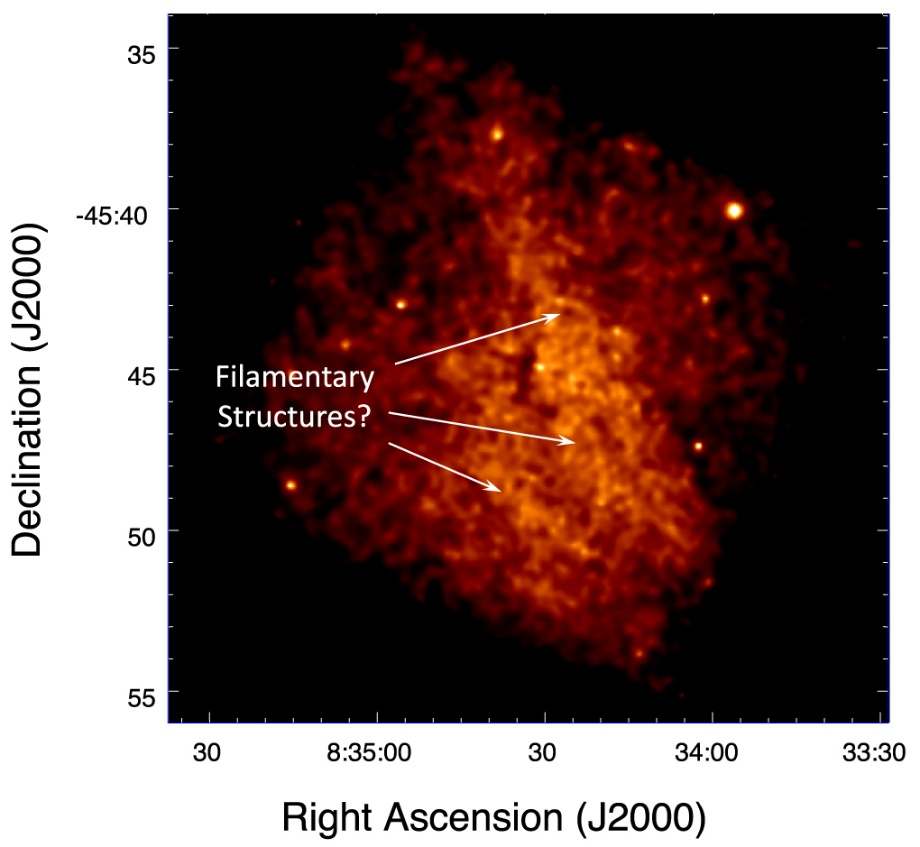 35
-45:40
45
50
55
Declination (J2000)
Filamentary
Structures?
30
8:35:00
30
34:00
33:30
Right Ascension (J2000)